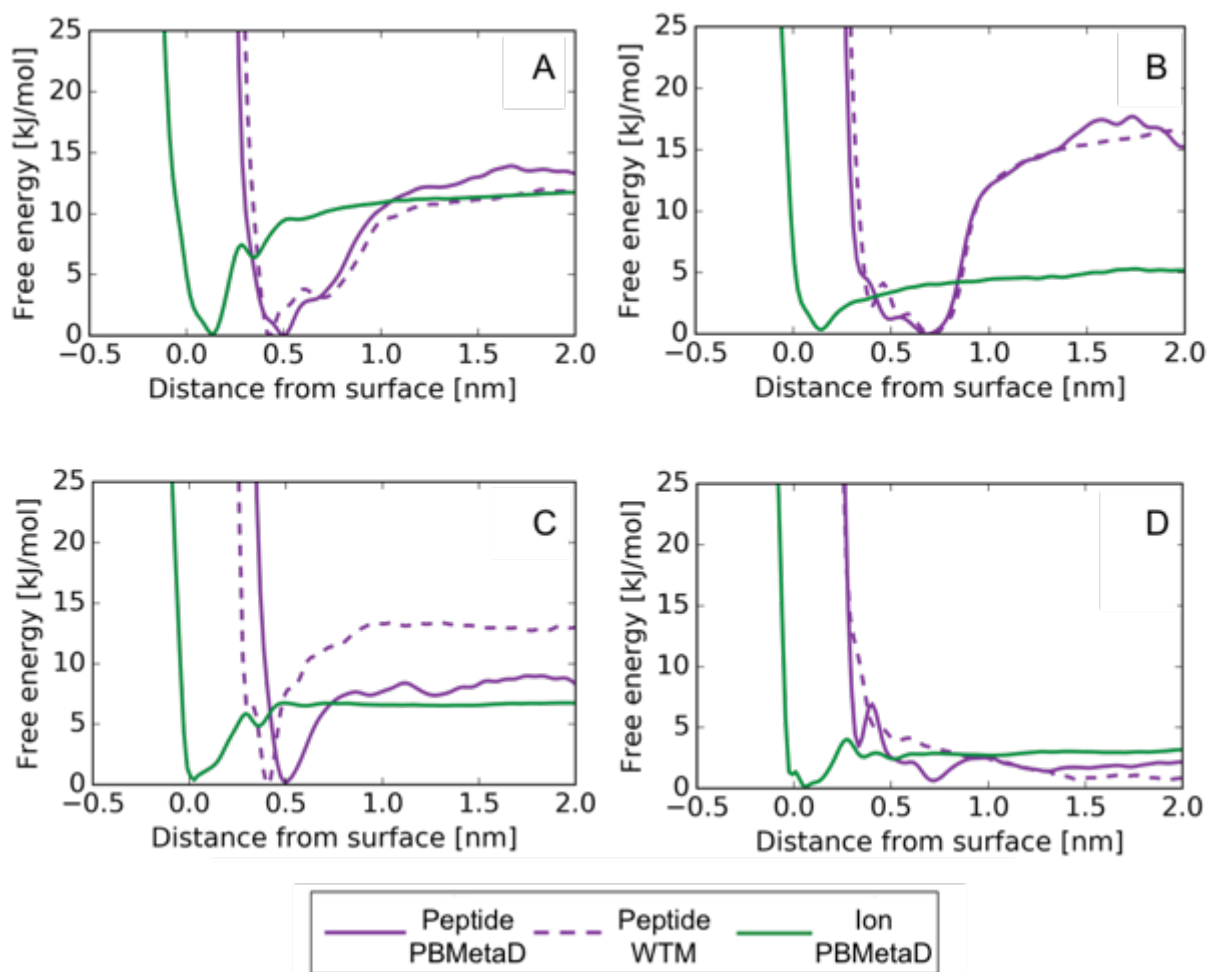 A
25
20
15
10
5
0
Free energy [kJ/mol]
−0.5 0.0 0.5 1.0 1.5 2.0
Distance from surface [nm]
B
25
20
15
10
5
0
Free energy [kJ/mol]
−0.5 0.0 0.5 1.0 1.5 2.0
Distance from surface [nm]
C
25
20
15
10
5
0
Free energy [kJ/mol]
−0.5 0.0 0.5 1.0 1.5 2.0
Distance from surface [nm]
D
25
20
15
10
5
0
Free energy [kJ/mol]
−0.5 0.0 0.5 1.0 1.5 2.0
Distance from surface [nm]
Peptide
PBMetaD
Peptide
WTM
Ion
PBMetaD